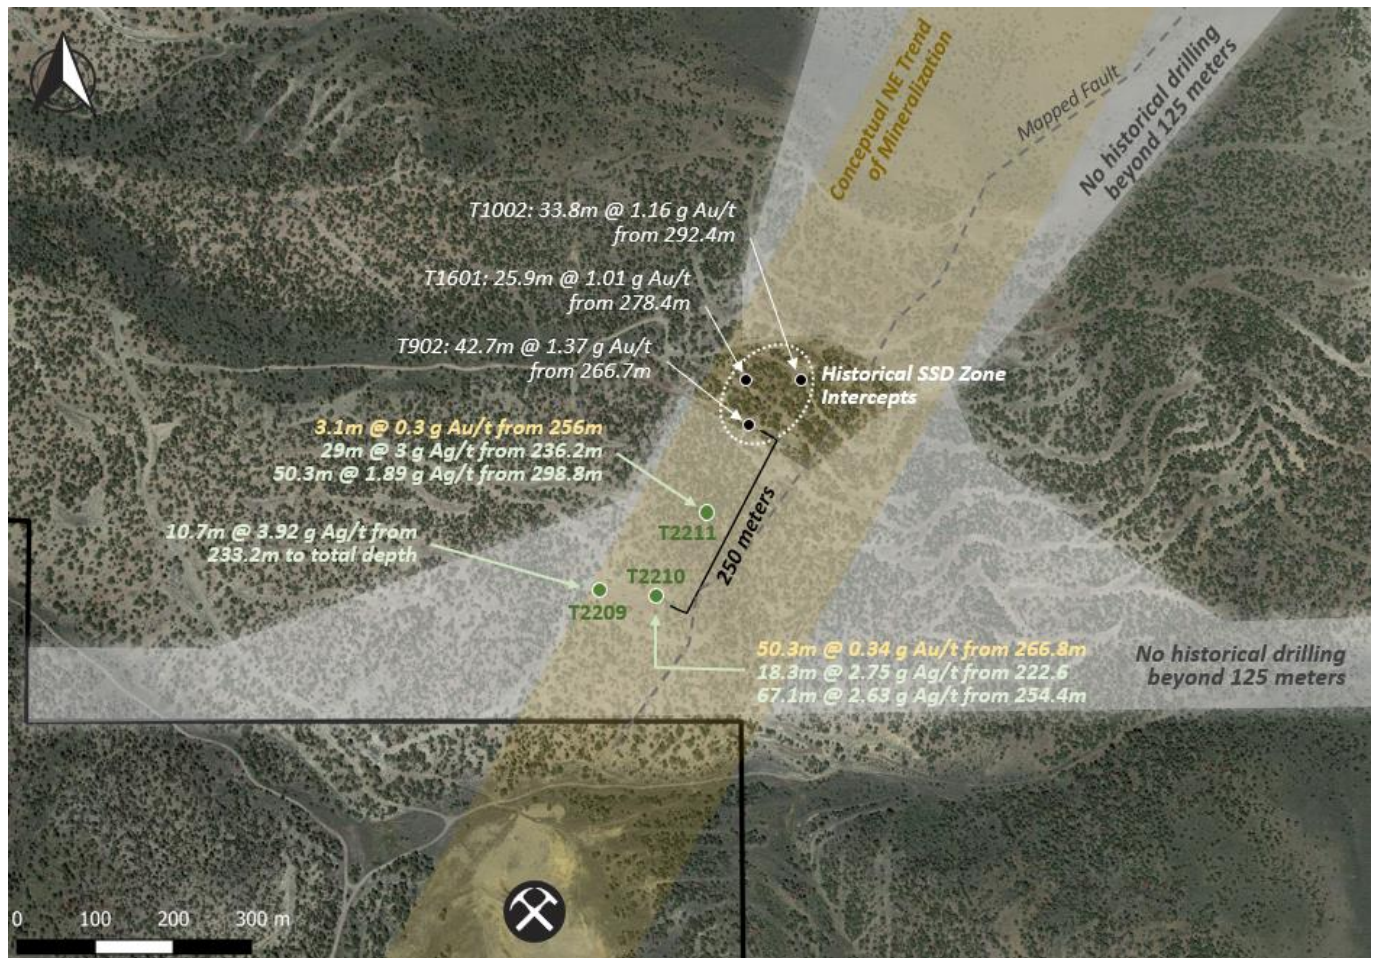 Conceptual NE Trend
of Mineralization
Mapped Fault
No historical drilling
beyond 125 meters
T1002: 33.8m @ 1.16 g Au/t
from 292.4m
T1601: 25.9m @ 1.01 g Au/t
from 278.4m
T902: 42.7m @ 1.37 g Au/t
from 266.7m
Historical SSD Zone
Intercepts
3.1m @ 0.3 g Au/t from 256m
29m @ 3 g Ag/t from 236.2m
50.3m @ 1.89 g Ag/t from 298.8m
T2211
250 meters
10.7m @ 3.92 g Ag/t from
233.2m to total depth
T2210
T2209
50.3m @ 0.34 g Au/t from 266.8m
18.3m @ 2.75 g Ag/t from 222.6
67.1m @ 2.63 g Ag/t from 254.4m
No historical drilling
beyond 125 meters
0 100 200 300 m